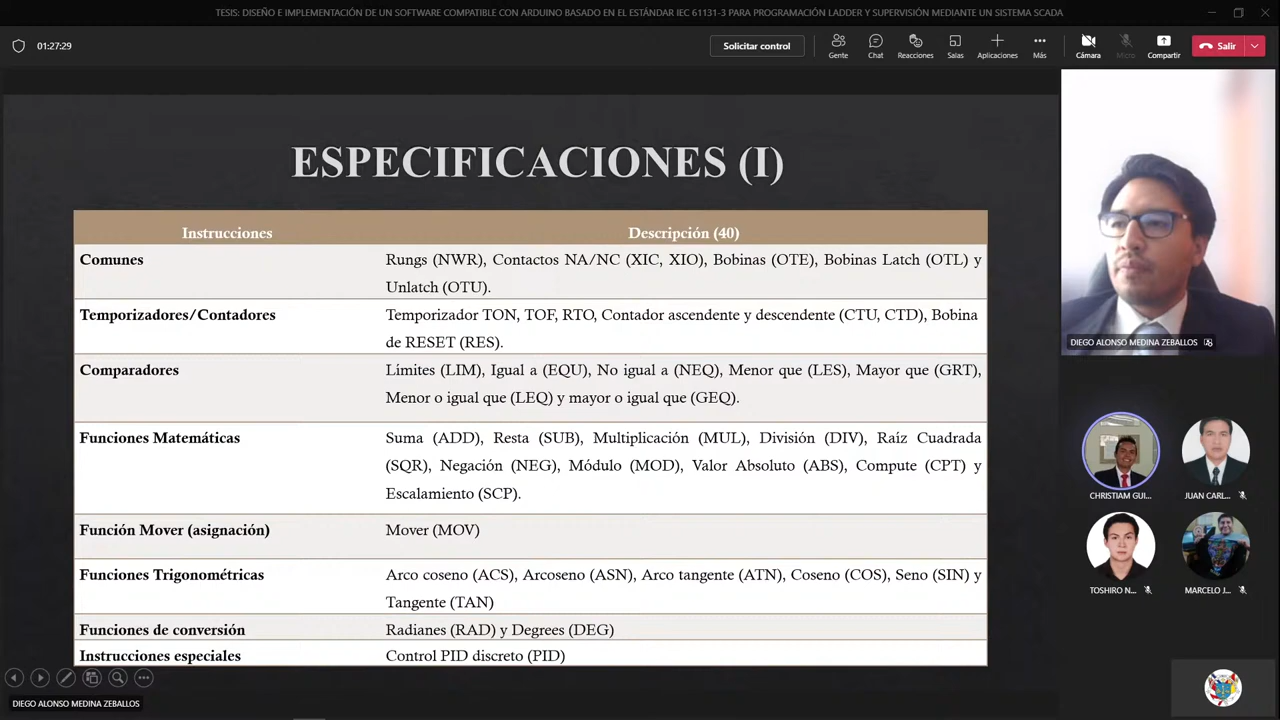 TESIS: DISEÑO E IMPLEMENTACIÓN DE UN SOFTWARE COMPATIBLE CON ARDUINO BASADO EN EL ESTÁNDAR IEC 61131-3 PARA PROGRAMACIÓN LADDER Y SUPERVISIÓN MEDIANTE UN SISTEMA SCADA
01:27:29
Solicitar control
Gente
Chat
Reacciones
Salas
Aplicaciones
Más
Cámara
Micro
Compartir
Salir
ESPECIFICACIONES (I)
Instrucciones
Descripción (40)
Comunes
Rungs (NWR), Contactos NA/NC (XIC, XIO), Bobinas (OTE), Bobinas Latch (OTL) y
Unlatch (OTU).
Temporizadores/Contadores
Temporizador TON, TOF, RTO, Contador ascendente y descendente (CTU, CTD), Bobina
de RESET (RES).
Comparadores
Límites (LIM), Igual a (EQU), No igual a (NEQ), Menor que (LES), Mayor que (GRT),
Menor o igual que (LEQ) y mayor o igual que (GEQ).
Funciones Matemáticas
Suma (ADD), Resta (SUB), Multiplicación (MUL), División (DIV), Raíz Cuadrada
(SQR), Negación (NEG), Módulo (MOD), Valor Absoluto (ABS), Compute (CPT) y
Escalamiento (SCP).
Función Mover (asignación)
Mover (MOV)
Funciones Trigonométricas
Arco coseno (ACS), Arcoseno (ASN), Arco tangente (ATN), Coseno (COS), Seno (SIN) y
Tangente (TAN)
Funciones de conversión
Radianes (RAD) y Degrees (DEG)
Instrucciones especiales
Control PID discreto (PID)
DIEGO ALONSO MEDINA ZEBALLOS
DIEGO ALONSO MEDINA ZEBALLOS
CHRISTIAM GUI...
JUAN CARL...
TOSHIRO N...
MARCELO J...